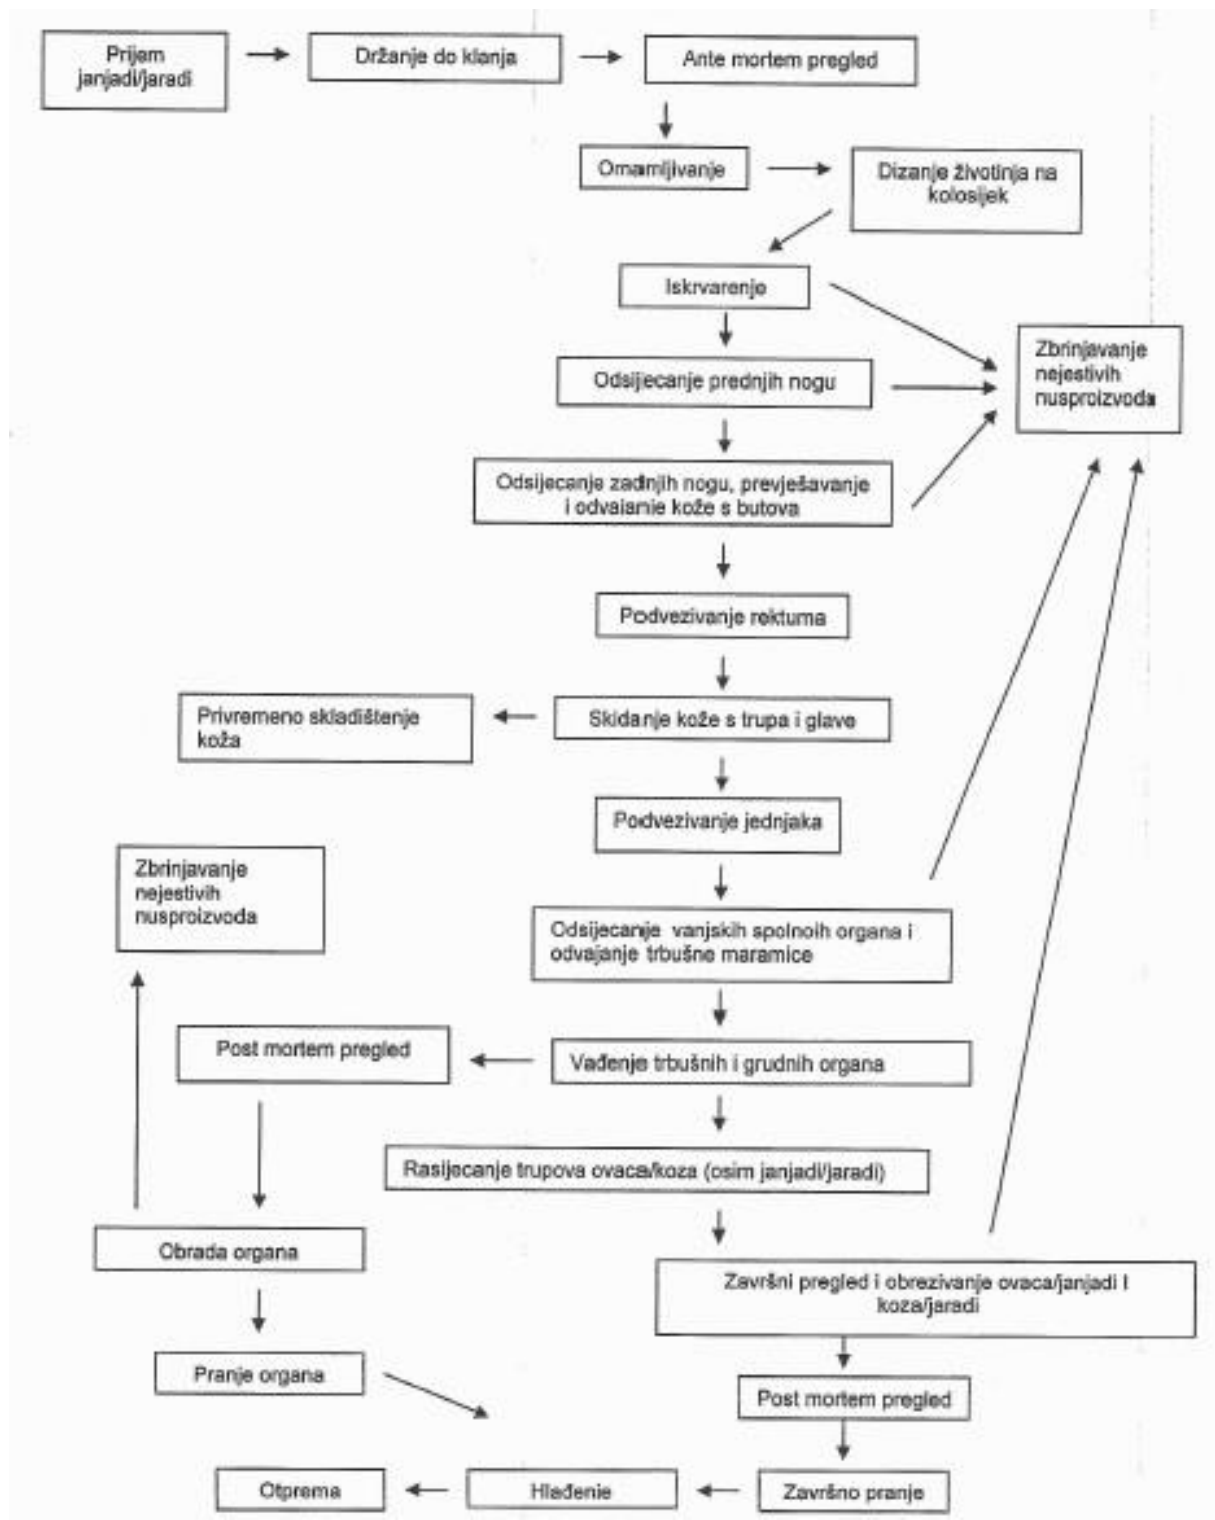 Prijem
janjadi/jaradi
Držanje do klanja
Ante mortem pregled
Omamljivanje
Dizanje životinja na
kolosijek
Iskrvarenje
Zbrinjavanje
nejestivih
nusproizvoda
Odsijecanje prednjih nogu
Odsijecanje zadnjih nogu, prevješavanje
i odvajanje kože s butova
Podvezivanje rektuma
Privremeno skladištenje
koža
Skidanje kože s trupa i glave
Podvezivanje jednjaka
Zbrinjavanje
nejestivih
nusproizvoda
Odsijecanje vanjskih spolnoih organa i
odvajanje trbušne maramice
Post mortem pregled
Vađenje trbušnih i grudnih organa
Rasijecanje trupova ovaca/koza (osim janjadi/jaradi)
Obrada organa
Završni pregled i obrezivanje ovaca/janjadi I
koza/jaradi
Pranje organa
Post mortem pregled
Otprema
Hlađenje
Završno pranje